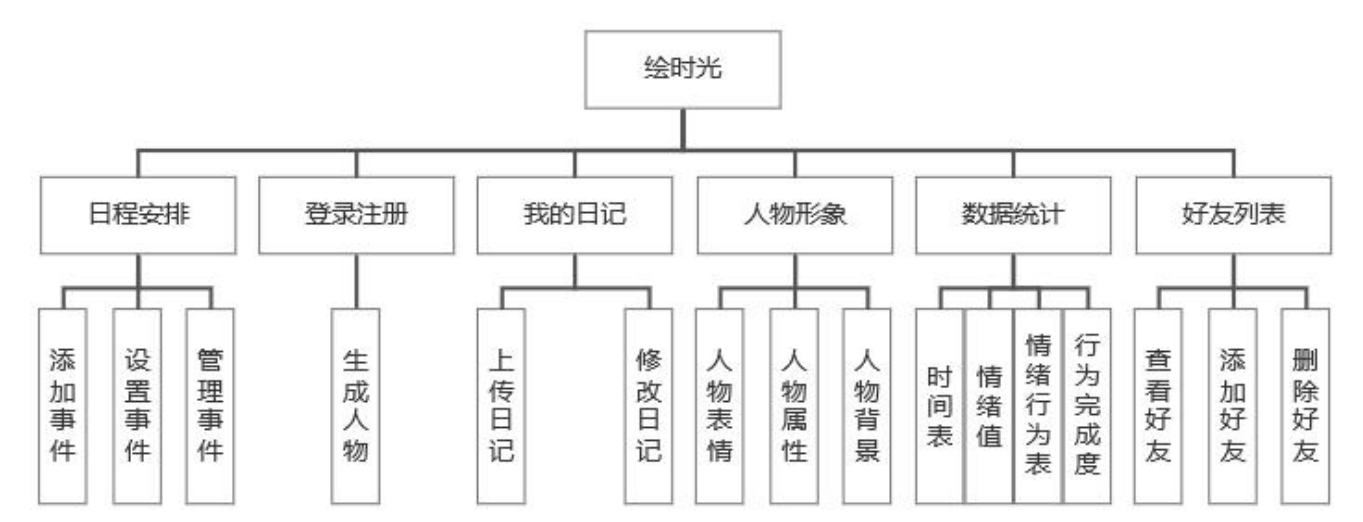 绘时光
日程安排
登录注册
我的日记
人物形象
数据统计
好友列表
添加事件
设置事件
管理事件
生成人物
上传日记
修改日记
人物表情
人物属性
人物背景
时间表
情绪值
情绪行为表
行为完成度
查看好友
添加好友
删除好友